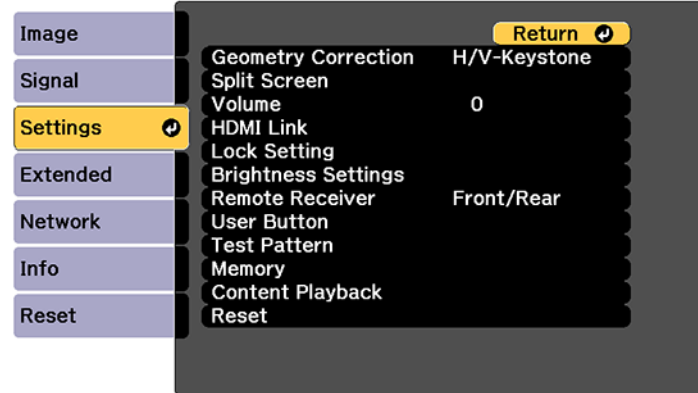 Image
Signal
Settings
Extended
Network
Info
Reset
Return
Geometry Correction H/V-Keystone
Split Screen
Volume 0
HDMI Link
Lock Setting
Brightness Settings
Remote Receiver Front/Rear
User Button
Test Pattern
Memory
Content Playback
Reset